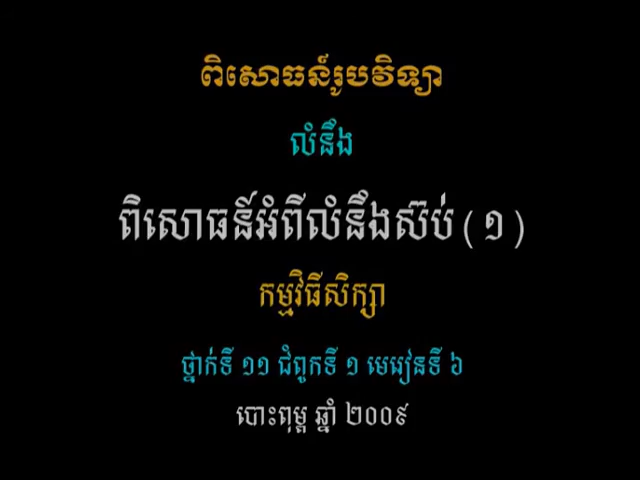 ពិសោធន៍រូបវិទ្យា
លំនឹង
ពិសោធន៍អំពីលំនឹងស៊ប់ ( ១ )
កម្មវិធីសិក្សា
ថ្នាក់ទី ១១ ជំពូកទី ១ មេរៀនទី ៦
បោះពុម្ព ឆ្នាំ ២០០៩